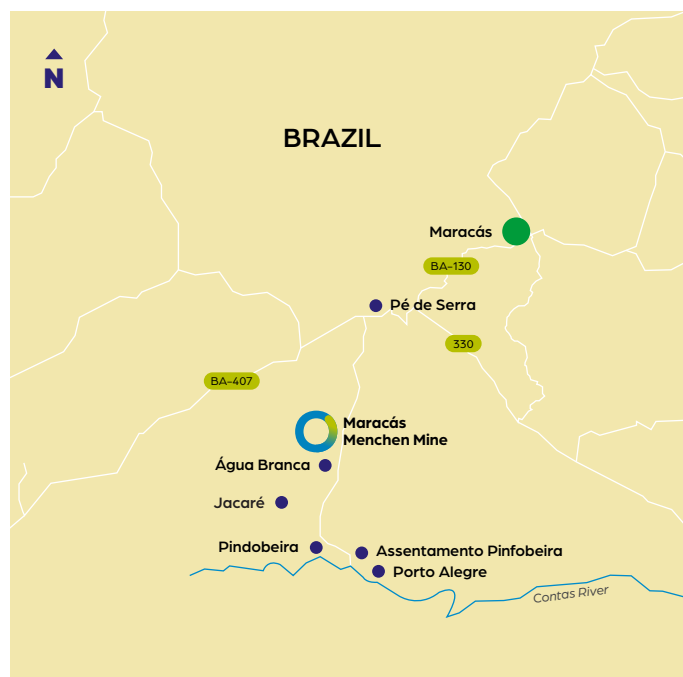 N
BRAZIL
Maracás
BA-130
Pé de Serra
330
BA-407
Maracás
Menchen Mine
Água Branca
Jacaré
Pindobeira
Assentamento Pinfobeira
Porto Alegre
Contas River